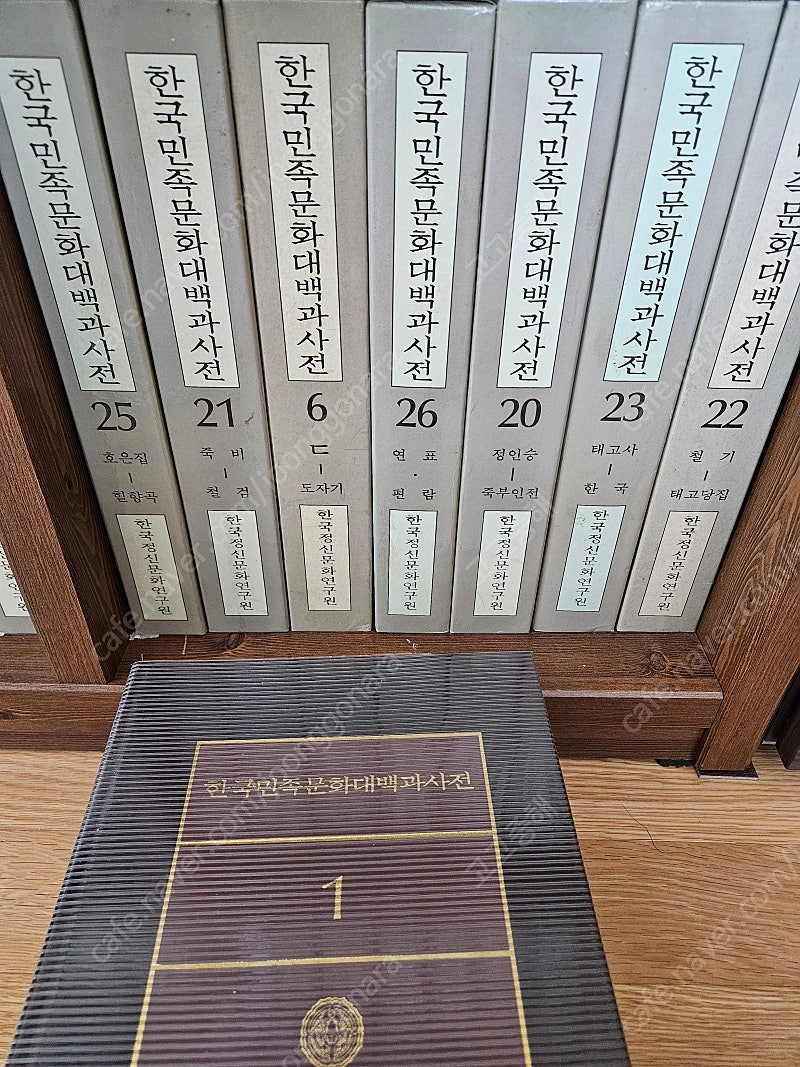 한국민족문화대백과사전
25
호은집
힐향곡
한국정신문화연구원
한국민족문화대백과사전
21
죽비
철검
한국정신문화연구원
한국민족문화대백과사전
6
ㄷ
도자기
한국정신문화연구원
한국민족문화대백과사전
26
연표
편람
한국정신문화연구원
한국민족문화대백과사전
20
정인승
죽부인전
한국정신문화연구원
한국민족문화대백과사전
23
태고사
한국
한국정신문화연구원
한국민족문화대백과사전
22
철기
태고당집
한국정신문화연구원
한국민족문화대백과사전
1
cafe.naver.com/joonggonara